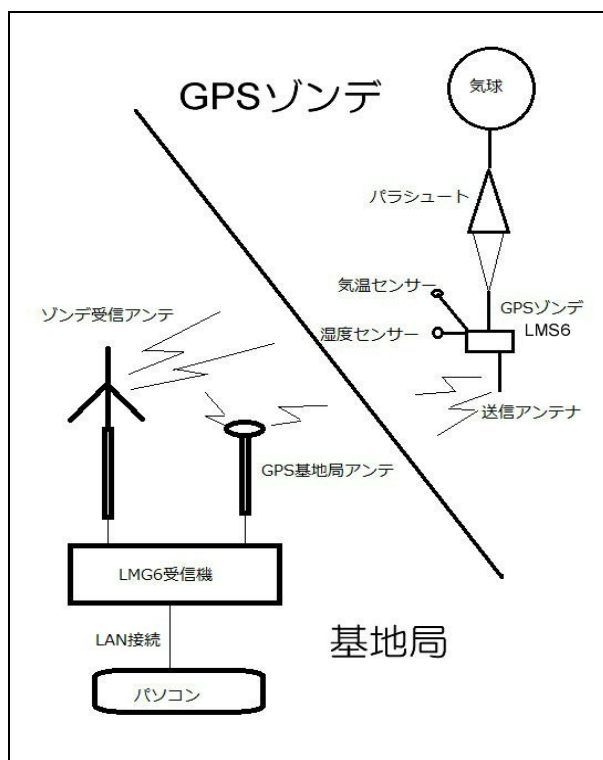 GPSゾンデ
気球
パラシュート
気温センサー
GPSゾンデ
LMS6
湿度センサー
送信アンテナ
ゾンデ受信アンテ
GPS基地局アンテ
LMG6受信機
LAN接続
基地局
パソコン